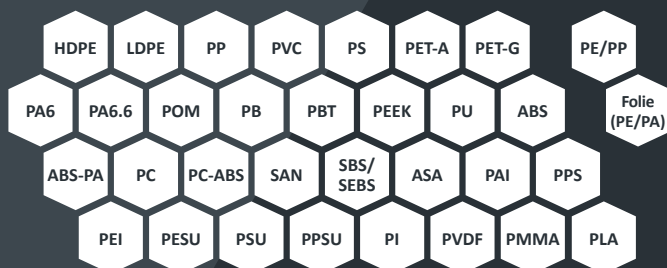 HDPE LDPE PP PVC PS PET-A PET-G PE/PP
PA6 PA6.6 POM PB PBT PEEK PU ABS Folie
(PE/PA)
ABS-PA PC PC-ABS SAN SBS/
SEBS ASA PAI PPS
PEI PESU PSU PPSU PI PVDF PMMA PLA